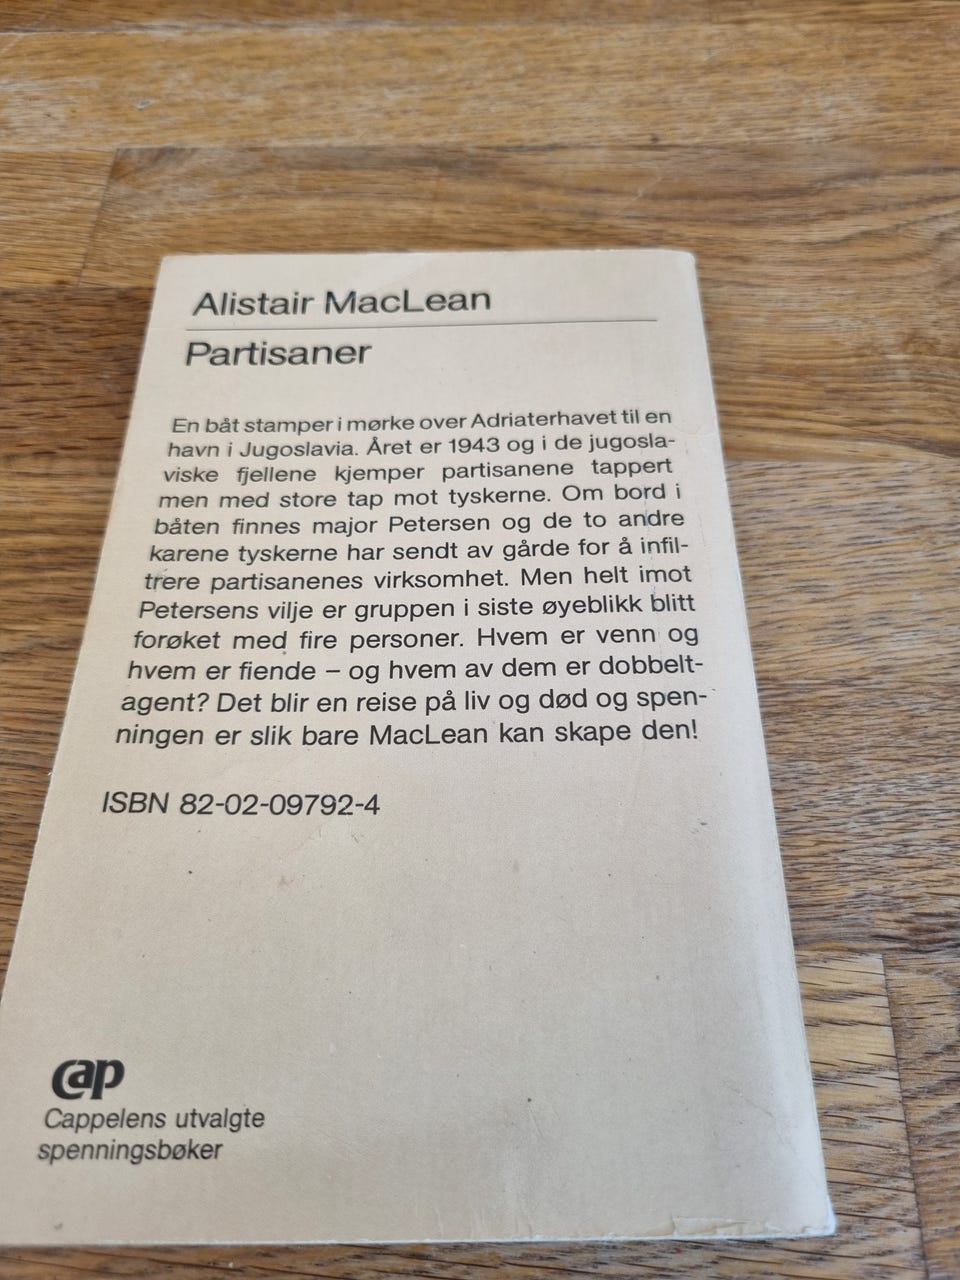 Alistair MacLean
Partisaner
En båt stamper i mørke over Adriaterhavet til en
havn i Jugoslavia. Året er 1943 og i de jugosla-
viske fjellene kjemper partisanene tappert
men med store tap mot tyskerne. Om bord i
båten finnes major Petersen og de to andre
karene tyskerne har sendt av gårde for å infil-
trere partisanenes virksomhet. Men helt imot
Petersens vilje er gruppen i siste øyeblikk blitt
forøket med fire personer. Hvem er venn og
hvem er fiende – og hvem av dem er dobbelt-
agent? Det blir en reise på liv og død og spen-
ningen er slik bare MacLean kan skape den!
ISBN 82-02-09792-4
Cap
Cappelens utvalgte
spenningsbøker